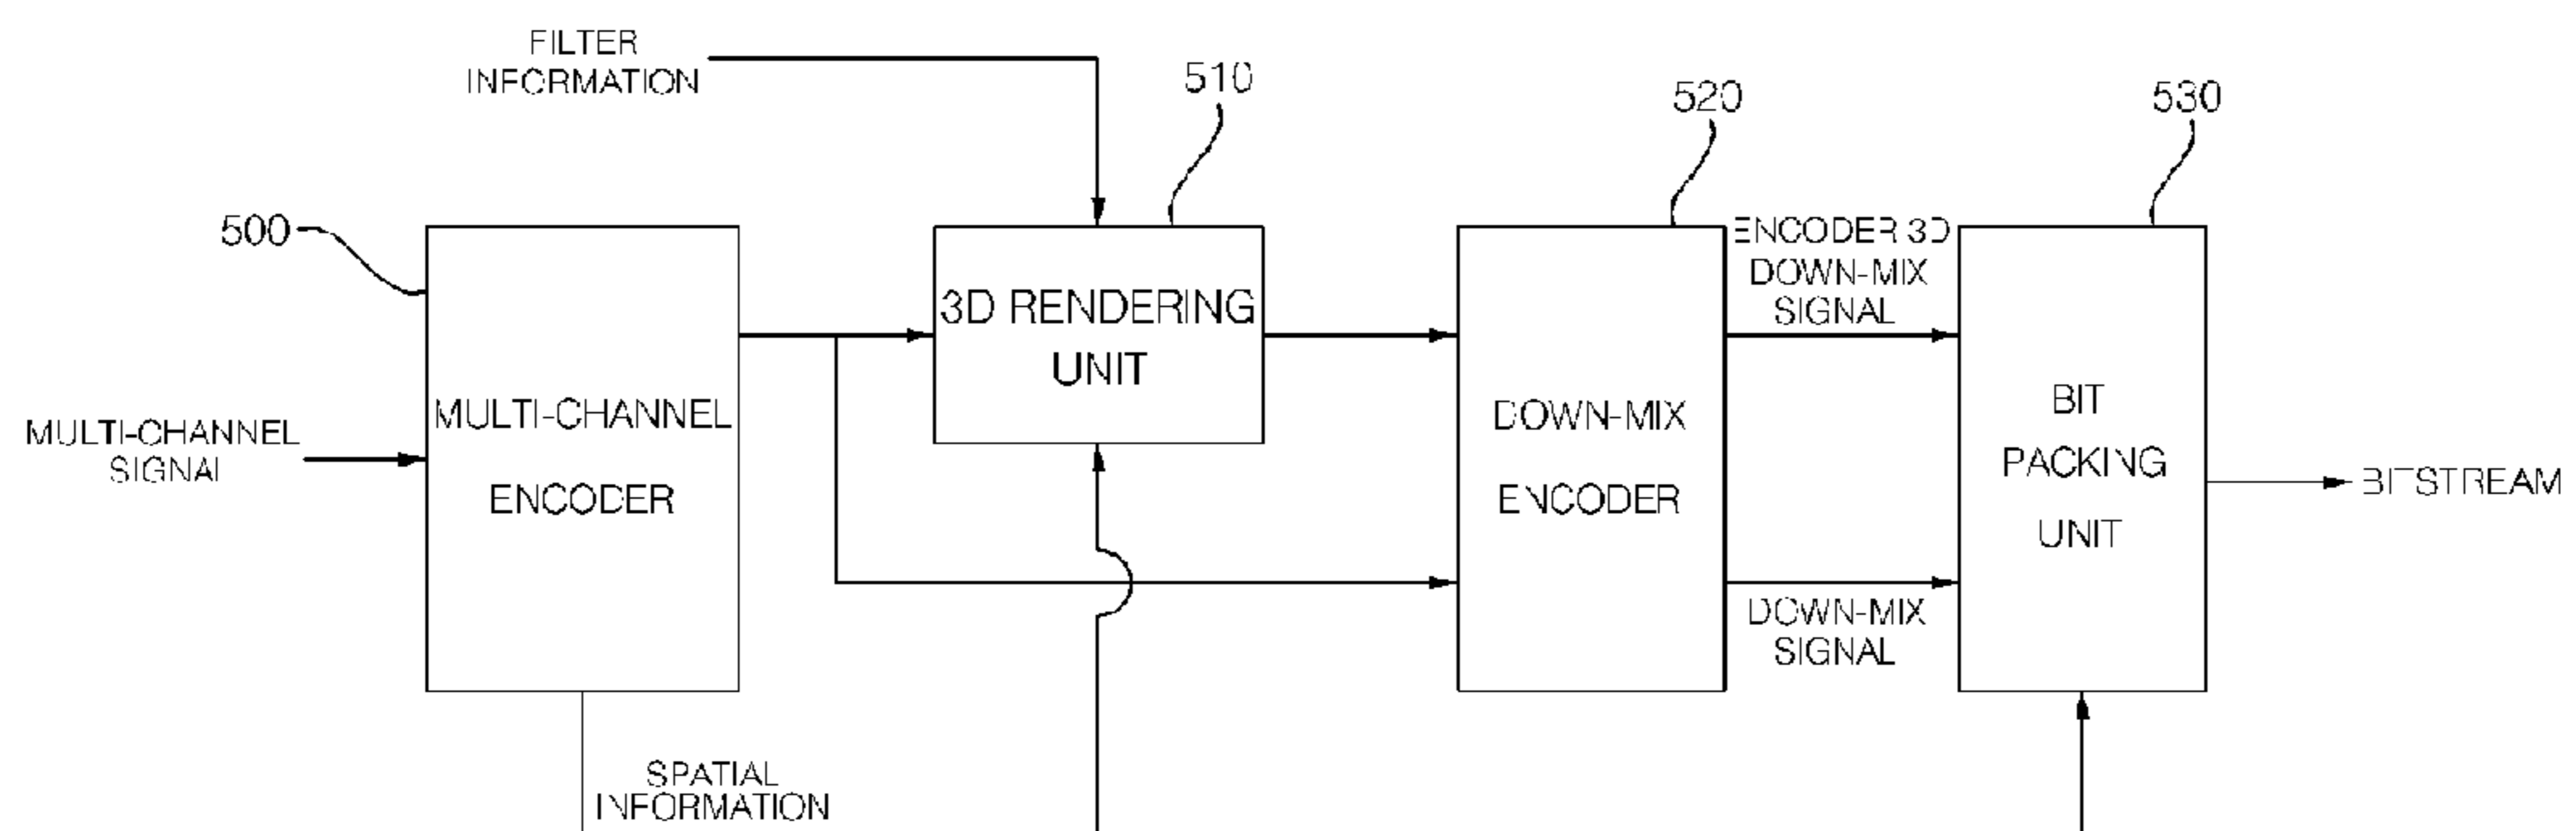 FILTER
INFORMATION
510
520
530
500
ENCODER 3D
DOWN-MIX
SIGNAL
3D RENDERING
UNIT
MULTI-CHANNEL
SIGNAL
MULTI-CHANNEL
ENCODER
DOWN-MIX
ENCODER
BIT
PACKING
UNIT
BITSTREAM
DOWN-MIX
SIGNAL
SPATIAL
INFORMATION